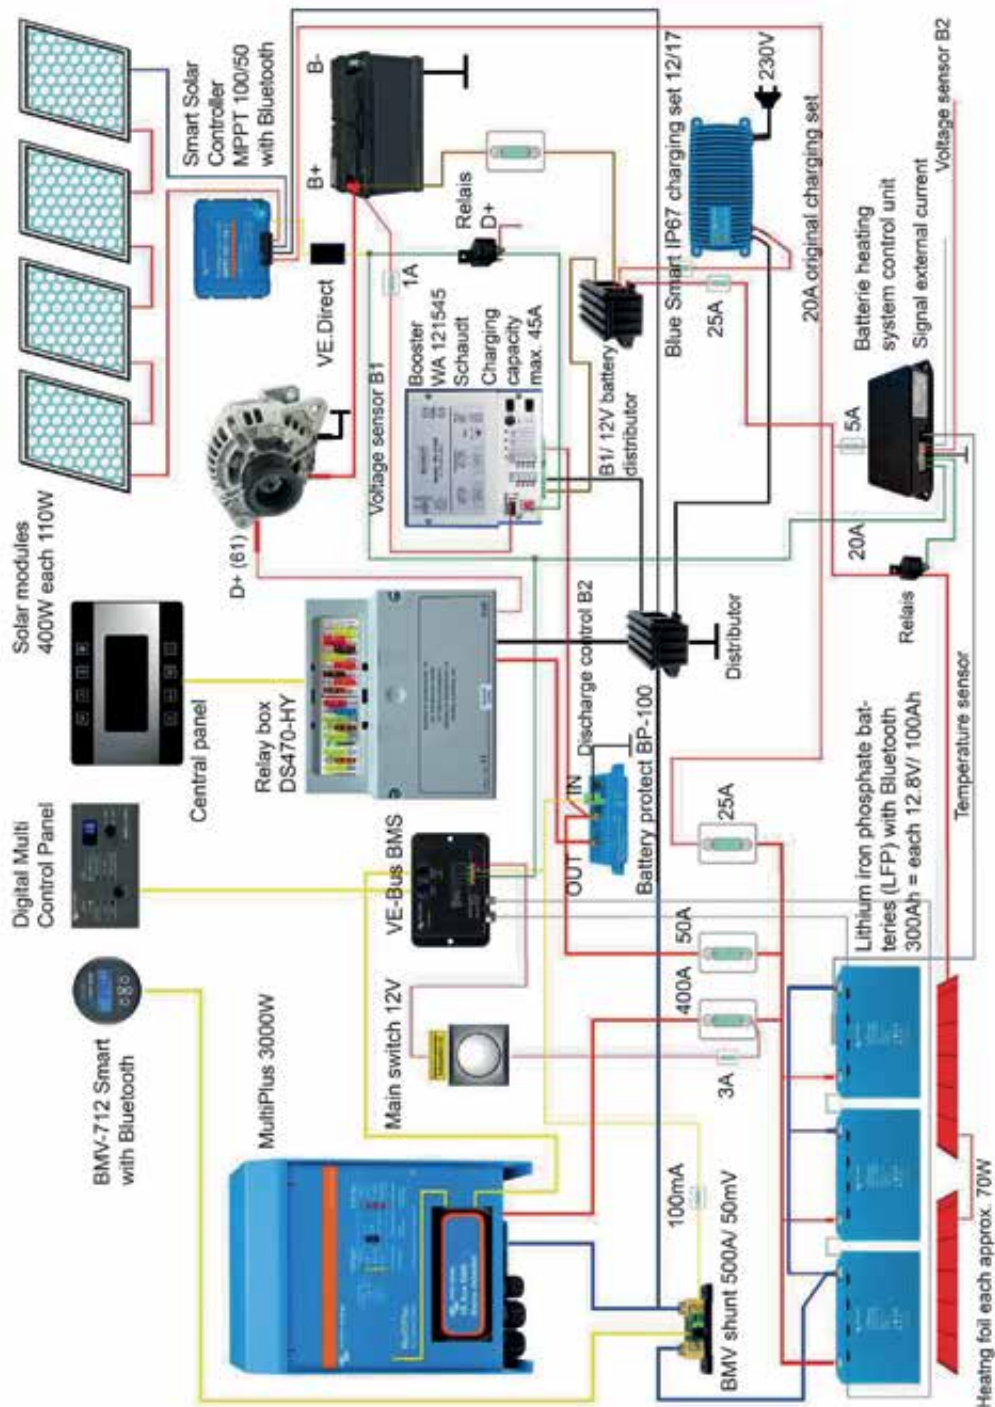 BMV-712 Smart
with Bluetooth
Digital Multi
Control Panel
Central panel
Solar modules
400W each 110W
Smart Solar
Controller
MPPT 100/50
with Bluetooth
MultiPlus 3000W
Main switch 12V
VE-Bus BMS
Relay box
DS470-HY
D+ (61)
Voltage sensor B1
VE.Direct
B+
B-
1A
Relais
D+
Booster
WA 121545
Schaudt
Charging
capacity
max. 45A
B1/ 12V battery
distributor
Blue Smart IP67 charging set 12/17
230V
25A
20A original charging set
OUT
IN
Discharge control B2
Battery protect BP-100
Distributor
100mA
BMV shunt 500A/ 50mV
3A
400A
50A
25A
20A
5A
Relais
Batterie heating
system control unit
Signal external current
Voltage sensor B2
Temperature sensor
Lithium iron phosphate bat-
teries (LFP) with Bluetooth
300Ah = each 12.8V/ 100Ah
Heatng foil each approx. 70W